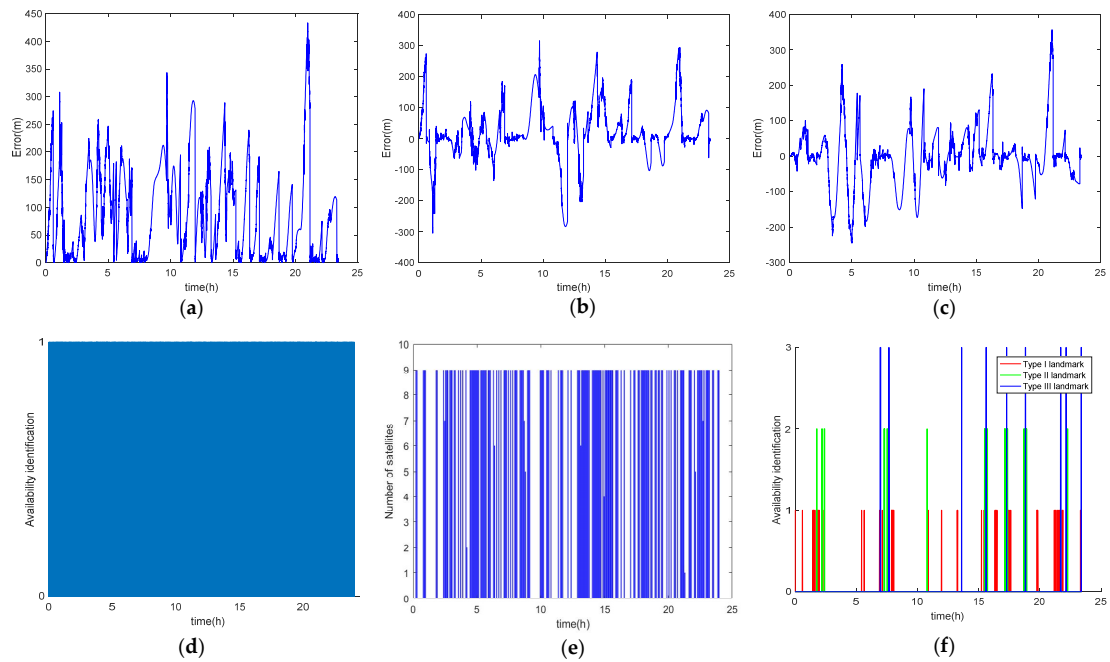 450
400
350
300
250
200
150
100
50
0
Error(m)
0 5 10 15 20 25
time(h)
(a)
400
300
200
100
0
-100
-200
-300
-400
Error(m)
0 5 10 15 20 25
time(h)
(b)
400
300
200
100
0
-100
-200
-300
Error(m)
0 5 10 15 20 25
time(h)
(c)
1
0
Availability identification
0 5 10 15 20
time(h)
(d)
10
9
8
7
6
5
4
3
2
1
0
Number of satellites
0 5 10 15 20 25
time(h)
(e)
3
2
1
0
Availability identification
Type I landmark
Type II landmark
Type III landmark
0 5 10 15 20 25
time(h)
(f)